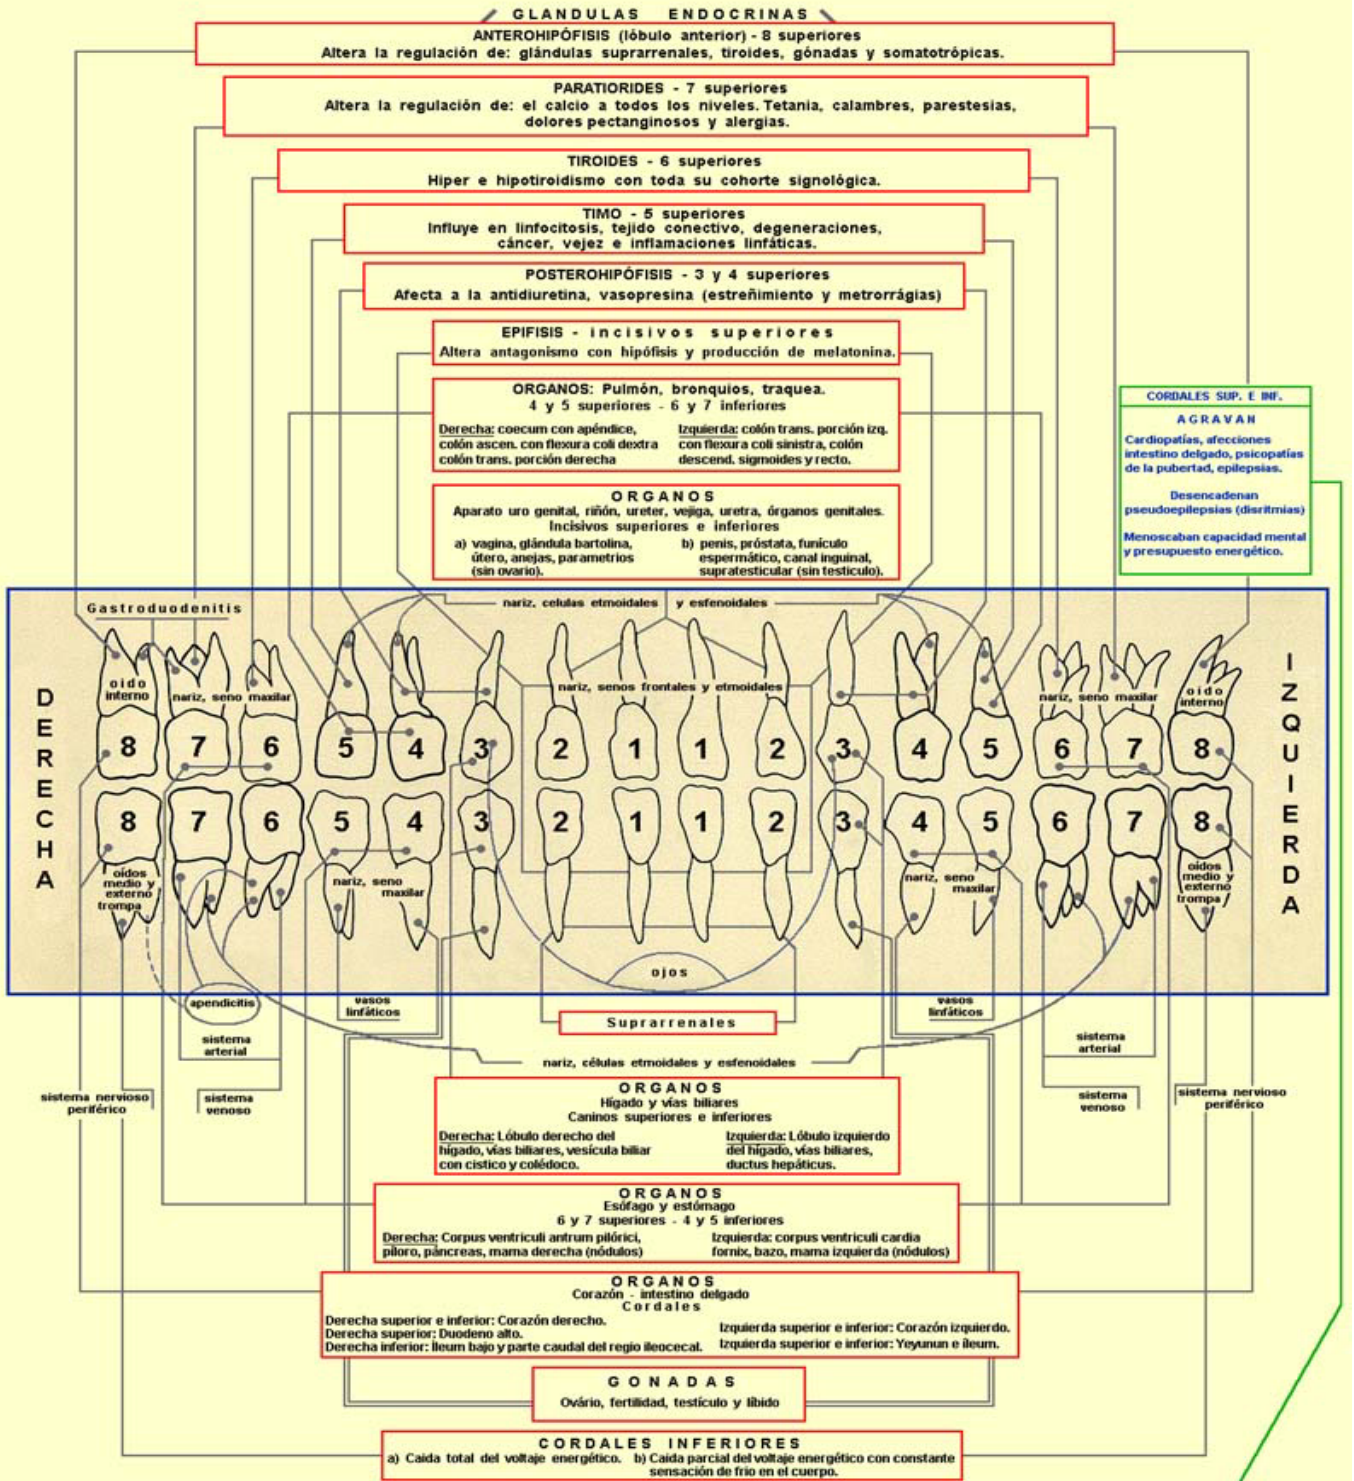 GLANDULAS ENDOCRINAS
ANTEROHIPÓFISIS (lóbulo anterior) - 8 superiores
Altera la regulación de: glándulas suprarrenales, tiroides, gónadas y somatotrópicas.
PARATIORIDES - 7 superiores
Altera la regulación de: el calcio a todos los niveles. Tetania, calambres, parestesias,
dolores pectanginosos y alergias.
TIROIDES - 6 superiores
Hiper e hipotiroidismo con toda su cohorte signológica.
TIMO - 5 superiores
Influye en linfocitosis, tejido conectivo, degeneraciones,
cáncer, vejez e inflamaciones linfáticas.
POSTEROHIPÓFISIS - 3 y 4 superiores
Afecta a la antidiuretina, vasopresina (estreñimiento y metrorrágias)
EPIFISIS - incisivos superiores
Altera antagonismo con hipófisis y producción de melatonina.
ORGANOS: Pulmón, bronquios, traquea.
4 y 5 superiores - 6 y 7 inferiores
Derecha: coecum con apéndice,
colón ascen. con flexura coli dextra
colón trans. porción derecha
Izquierda: colón trans. porción izq.
con flexura coli sinistra, colón
descend. sigmoides y recto.
ORGANOS
Aparato uro genital, riñón, ureter, vejiga, uretra, órganos genitales.
Incisivos superiores e inferiores
a) vagina, glándula bartolina,
útero, anejas, parametrios
(sin ovario).
b) penis, próstata, funículo
espermático, canal inguinal,
supratesticular (sin testiculo).
CORDALES SUP. E INF.
AGRAVAN
Cardiopatías, afecciones
intestino delgado, psicopatías
de la pubertad, epilepsias.
Desencadenan
pseudoepilepsias (disritmias)
Menoscaban capacidad mental
y presupuesto energético.
Gastroduodenitis
nariz, celulas etmoidales y esfenoidales
DERECHA
IZQUIERDA
oido
interno
nariz, seno maxilar
nariz, senos frontales y etmoidales
nariz, seno maxilar
oido
interno
8 7 6 5 4 3 2 1 1 2 3 4 5 6 7 8
8 7 6 5 4 3 2 1 1 2 3 4 5 6 7 8
oídos
medio y
externo
trompa
nariz, seno
maxilar
nariz, seno
maxilar
oídos
medio y
externo
trompa
ojos
apendicitis
vasos
linfáticos
Suprarrenales
vasos
linfáticos
sistema
arterial
nariz, células etmoidales y esfenoidales
sistema
arterial
sistema nervioso
periférico
sistema
venoso
sistema
venoso
sistema nervioso
periférico
ORGANOS
Hígado y vías biliares
Caninos superiores e inferiores
Derecha: Lóbulo derecho del
hígado, vías biliares, vesícula biliar
con cistico y colédoco.
Izquierda: Lóbulo izquierdo
del hígado, vías biliares,
ductus hepáticus.
ORGANOS
Esófago y estómago
6 y 7 superiores - 4 y 5 inferiores
Derecha: Corpus ventriculi antrum pilórici,
píloro, páncreas, mama derecha (nódulos)
Izquierda: corpus ventriculi cardia
fornix, bazo, mama izquierda (nódulos)
ORGANOS
Corazón - intestino delgado
Cordales
Derecha superior e inferior: Corazón derecho.
Derecha superior: Duodeno alto.
Derecha inferior: Ileum bajo y parte caudal del regio ileocecal.
Izquierda superior e inferior: Corazón izquierdo.
Izquierda superior e inferior: Yeyunun e íleum.
GONADAS
Ovário, fertilidad, testículo y líbido
CORDALES INFERIORES
a) Caida total del voltaje energético. b) Caida parcial del voltaje energético con constante
sensación de frio en el cuerpo.